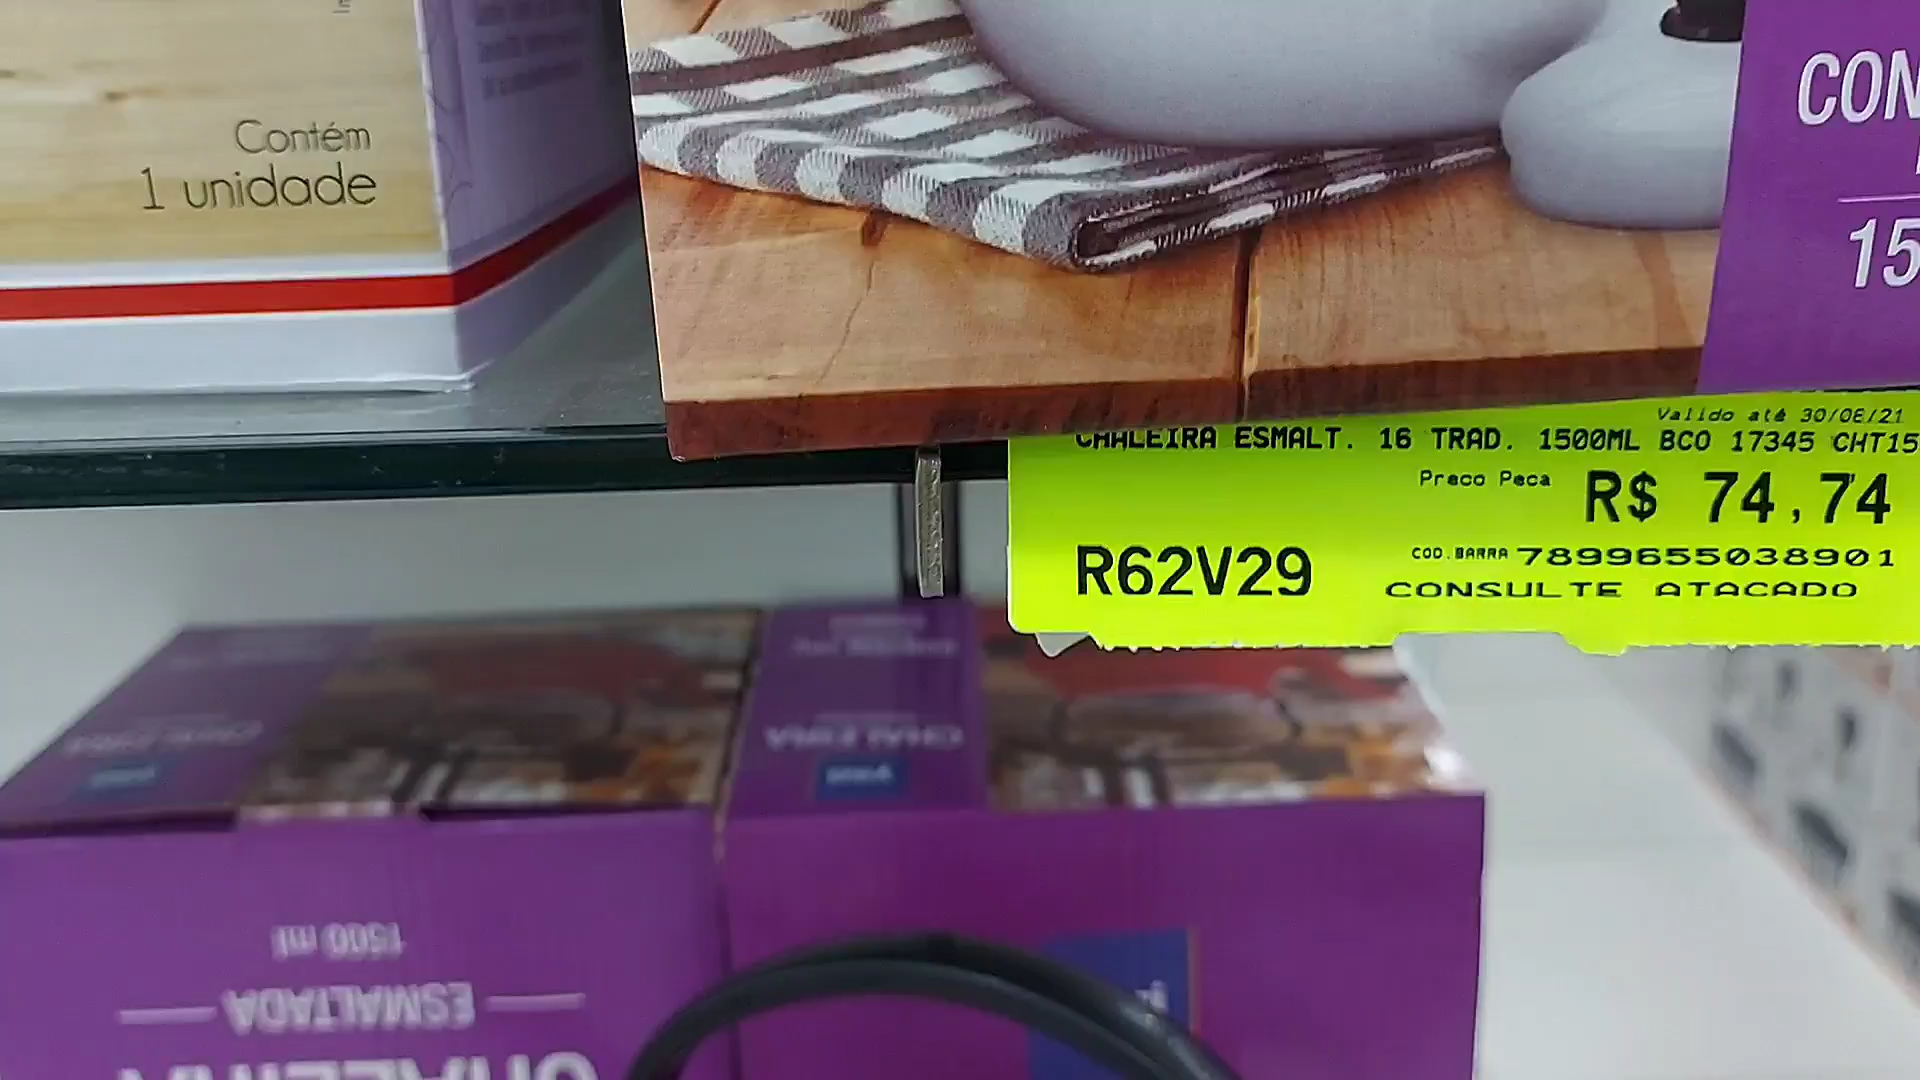 Contém
1 unidade
CON
15
Valido até 30/06/21
CHALEIRA ESMALT. 16 TRAD. 1500ML BCO 17345 CHT15
Preco Peca R$ 74,74
R62V29
COD.BARRA 7899655038901
CONSULTE ATACADO
CHALEIRA
1500 ml
ESMALTADA
CHALEIRA